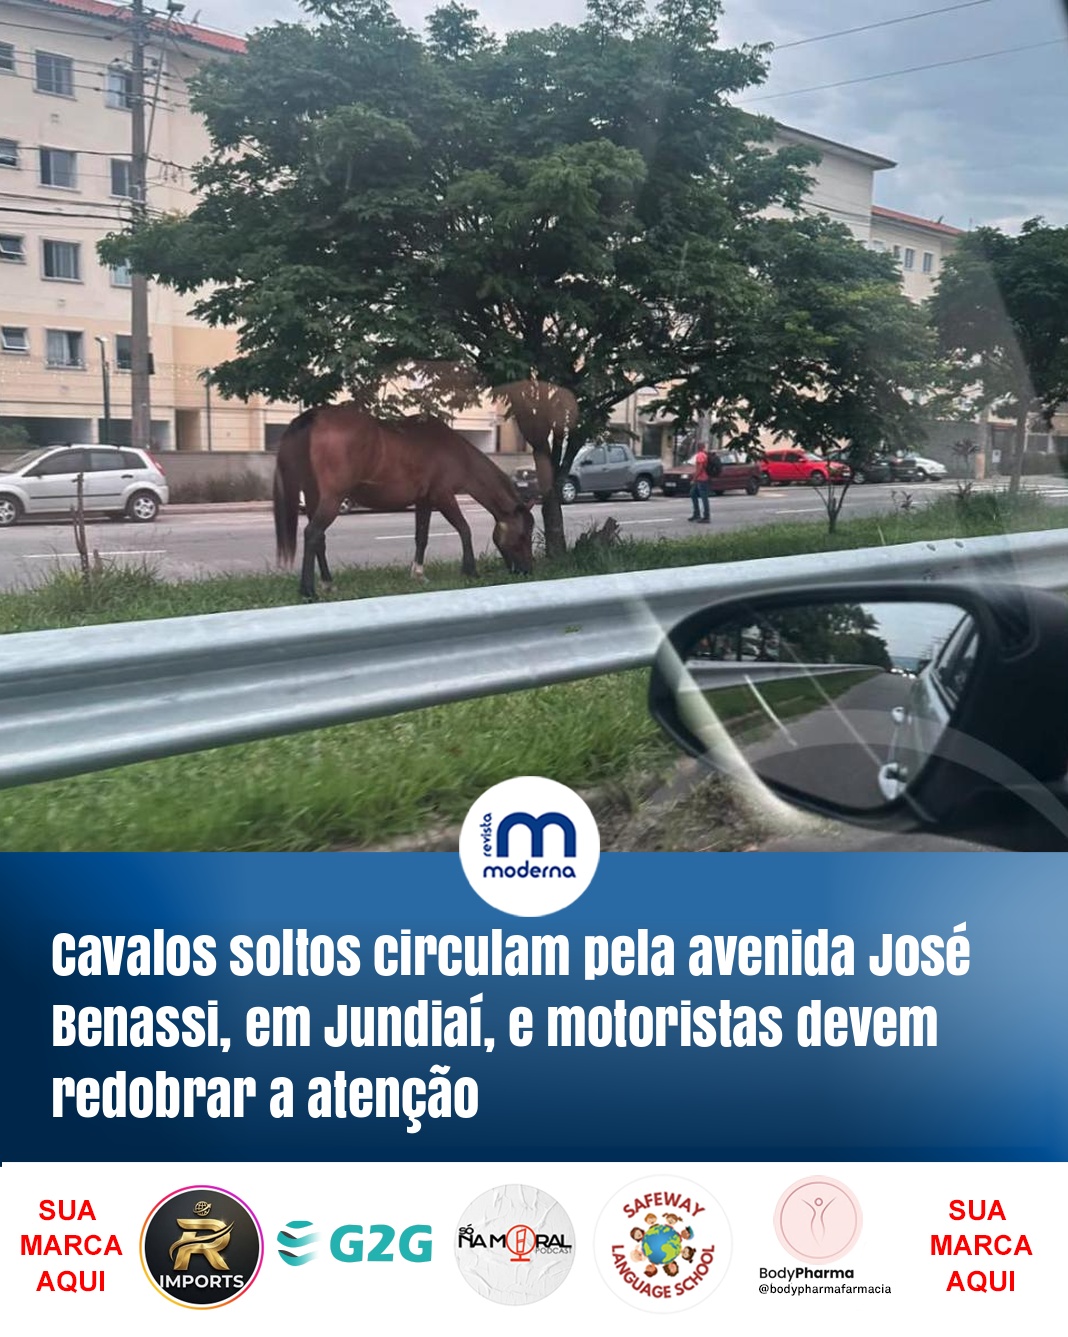 revista
m
moderna
Cavalos soltos circulam pela avenida José
Benassi, em Jundiaí, e motoristas devem
redobrar a atenção
SUA
MARCA
AQUI
R
IMPORTS
G2G
SÓ
NA MORAL
PODCAST
SAFEWAY
LANGUAGE SCHOOL
BodyPharma
@bodypharmafarmacia
SUA
MARCA
AQUI